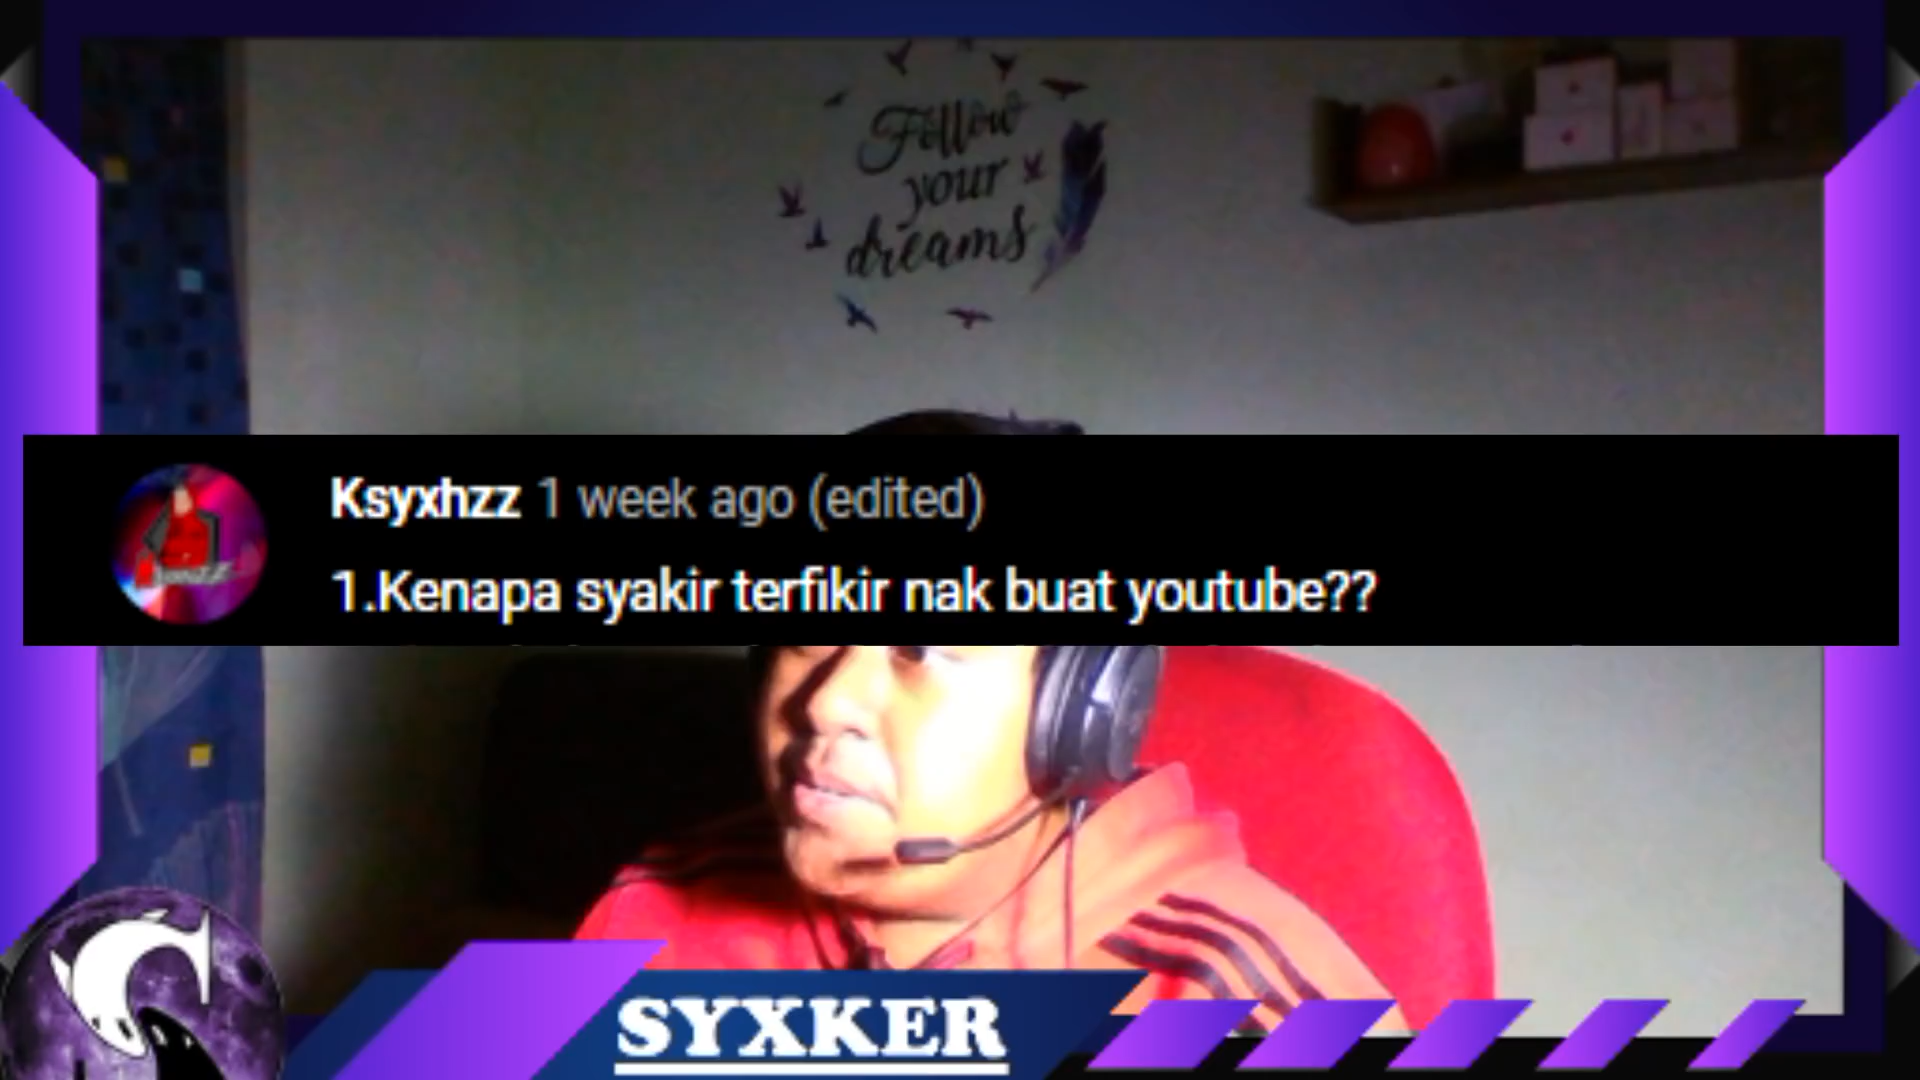 Follow
your
dreams
Ksyxhzz 1 week ago (edited)
1.Kenapa syakir terfikir nak buat youtube??
SYXKER